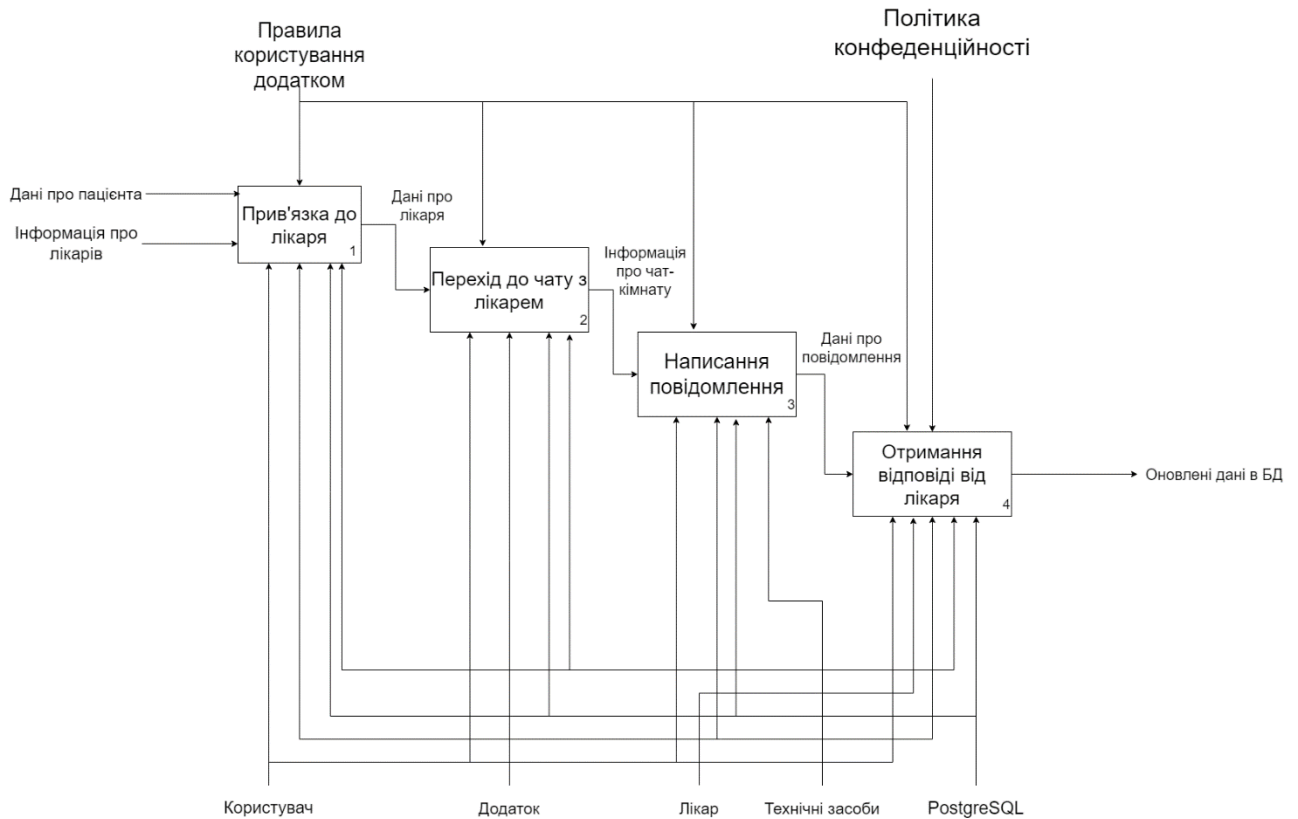 Правила
користування
додатком
Політика
конфеденційності
Дані про пацієнта
Інформація про
лікарів
Прив'язка до
лікаря
1
Дані про
лікаря
Перехід до чату з
лікарем
2
Інформація
про чат-
кімнату
Написання
повідомлення
3
Дані про
повідомлення
Отримання
відповіді від
лікаря
4
Оновлені дані в БД
Користувач
Додаток
Лікар
Технічні засоби
PostgreSQL